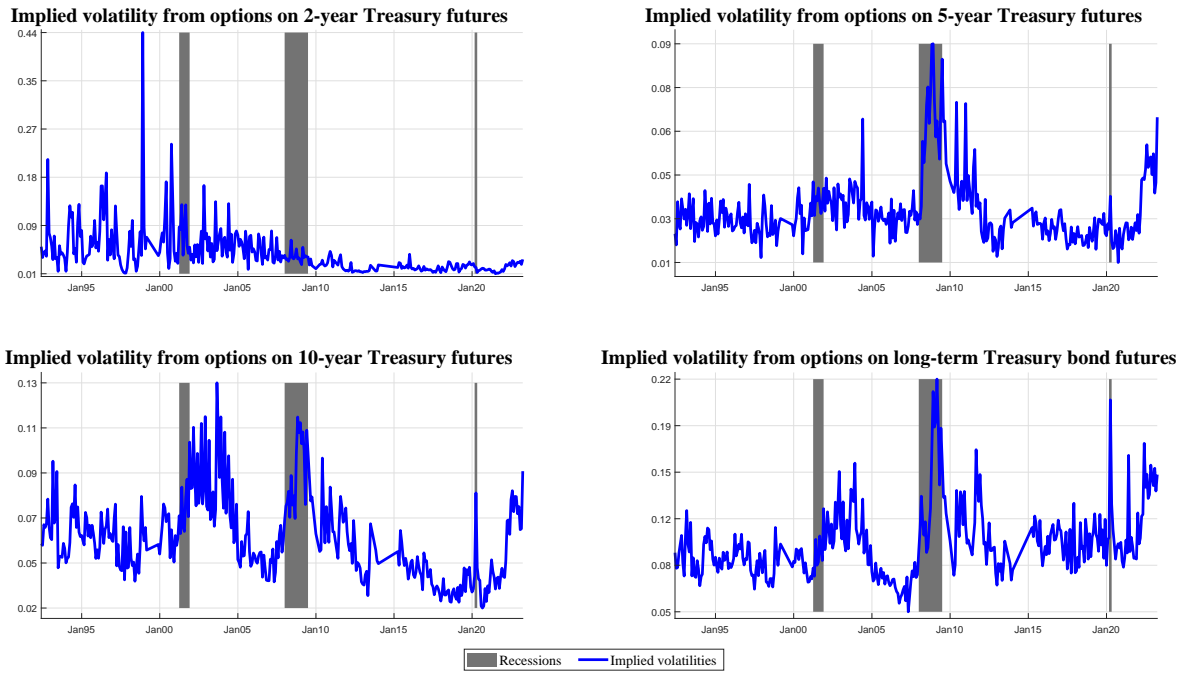 Implied volatility from options on 2-year Treasury futures
0.44
0.35
0.27
0.18
0.09
0.01
Jan95 Jan00 Jan05 Jan10 Jan15 Jan20
Implied volatility from options on 5-year Treasury futures
0.09
0.08
0.06
0.05
0.03
0.01
Jan95 Jan00 Jan05 Jan10 Jan15 Jan20
Implied volatility from options on 10-year Treasury futures
0.13
0.11
0.09
0.07
0.05
0.02
Jan95 Jan00 Jan05 Jan10 Jan15 Jan20
Implied volatility from options on long-term Treasury bond futures
0.22
0.19
0.15
0.12
0.08
0.05
Jan95 Jan00 Jan05 Jan10 Jan15 Jan20
Recessions Implied volatilities